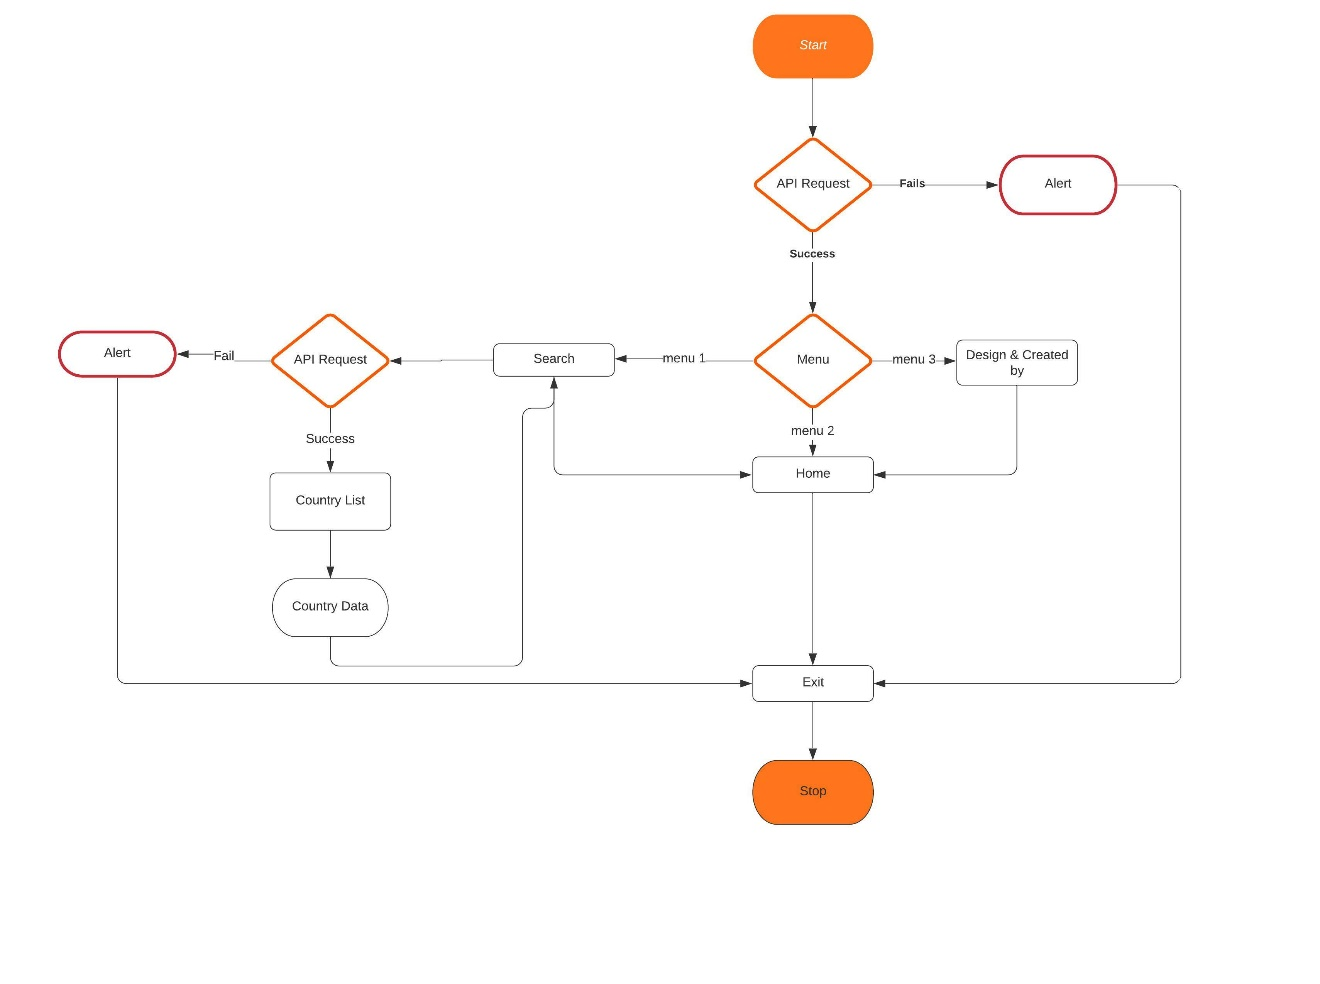 Start
API Request
Fails
Alert
Success
Alert
Fail
API Request
Search
menu 1
Menu
menu 3
Design & Created
by
menu 2
Success
Home
Country List
Country Data
Exit
Stop